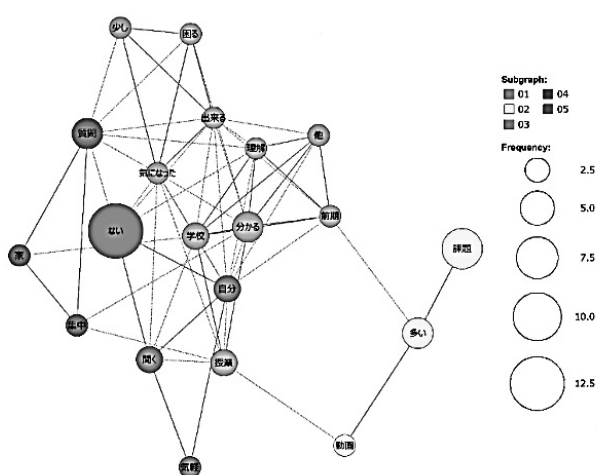 少し
困る
Subgraph:
01 04
02 05
03
Frequency:
2.5
5.0
7.5
10.0
12.5
出来る
質問
他
理解
気になった
ない
学校
分かる
前期
家
課題
自分
集中
多い
聞く
授業
動画
気軽